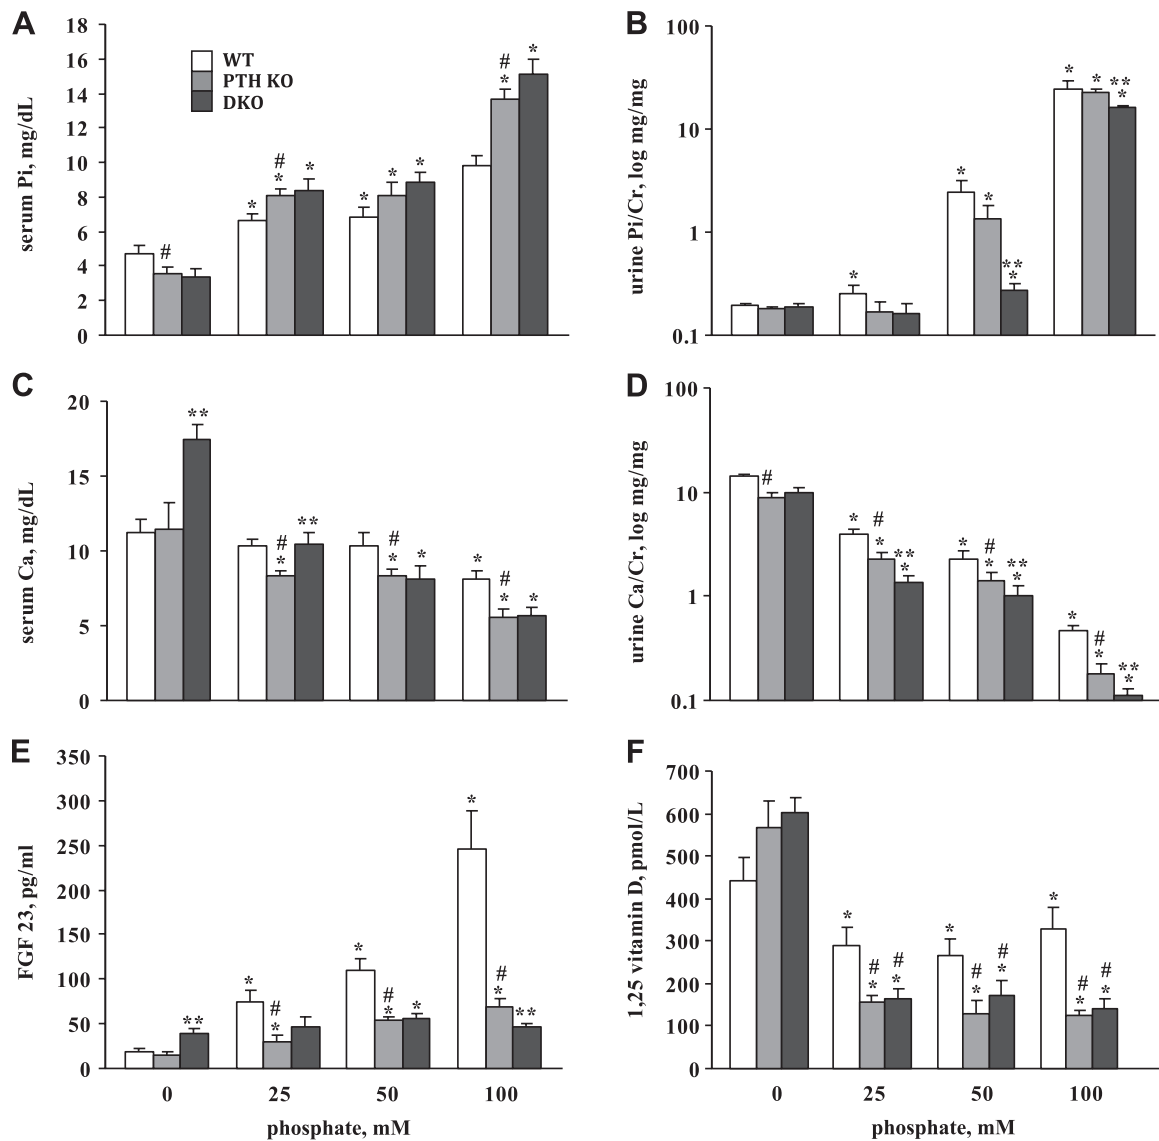 A
18
16
14
12
10
8
6
4
2
0
serum Pi, mg/dL
WT
PTH KO
DKO
#
* * # * * * * * # * *
B
100
10
1
0.1
urine Pi/Cr, log mg/mg
* * * ** * * * ** *
C
20
15
10
5
0
serum Ca, mg/dL
** # * ** # * * * # * *
D
100
10
1
0.1
urine Ca/Cr, log mg/mg
# * # * ** * * # * ** * * # * ** *
E
350
300
250
200
150
100
50
0
FGF 23, pg/ml
** * # * * # * * * # * **
0 25 50 100
phosphate, mM
F
700
600
500
400
300
200
100
0
1,25 vitamin D, pmol/L
* # * # * * # * # * * # * # *
0 25 50 100
phosphate, mM